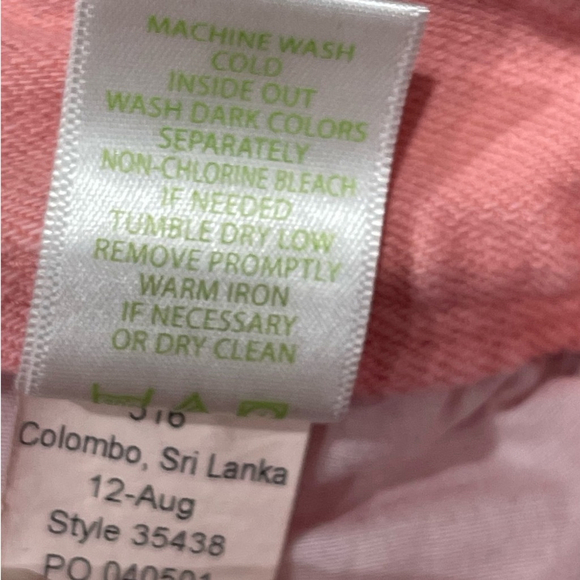 MACHINE WASH
COLD
INSIDE OUT
WASH DARK COLORS
SEPARATELY
NON-CHLORINE BLEACH
IF NEEDED
TUMBLE DRY LOW
REMOVE PROMPTLY
WARM IRON
IF NECESSARY
OR DRY CLEAN
Colombo, Sri Lanka
12-Aug
Style 35438
PO